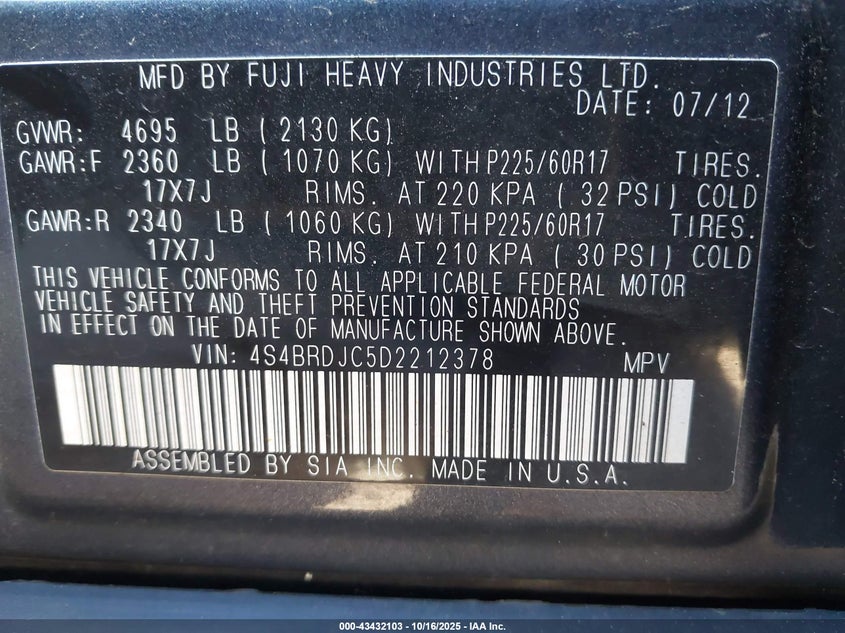 MFD BY FUJI HEAVY INDUSTRIES LTD.
DATE: 07/12
GVWR: 4695 LB ( 2130 KG)
GAWR:F 2360 LB ( 1070 KG) WITH P225/60R17 TIRES.
17X7J RIMS. AT 220 KPA ( 32 PSI) COLD
GAWR:R 2340 LB ( 1060 KG) WITH P225/60R17 TIRES.
17X7J RIMS. AT 210 KPA ( 30 PSI) COLD
THIS VEHICLE CONFORMS TO ALL APPLICABLE FEDERAL MOTOR
VEHICLE SAFETY AND THEFT PREVENTION STANDARDS
IN EFFECT ON THE DATE OF MANUFACTURE SHOWN ABOVE.
VIN: 4S4BRDJC5D2212378 MPV
ASSEMBLED BY SIA INC. MADE IN U.S.A.
000-43432103 - 10/16/2025 - IAA Inc.